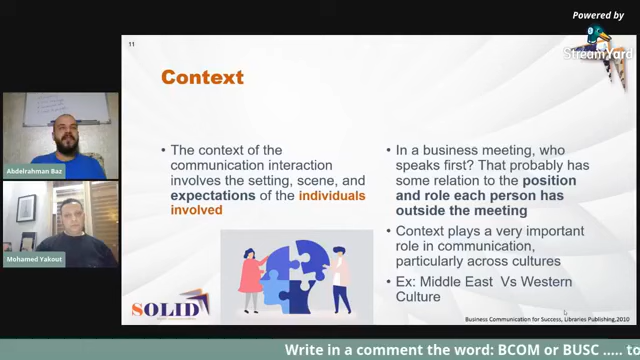 Powered by
StreamYard
11
Context
• The context of the
communication interaction
involves the setting, scene, and
expectations of the individuals
involved
• In a business meeting, who
speaks first? That probably has
some relation to the position
and role each person has
outside the meeting
• Context plays a very important
role in communication,
particularly across cultures
• Ex: Middle East Vs Western
Culture
Abdelrahman Baz
Mohamed Yakout
SOLID
Business Communication for Success, Libraries Publishing,2010
Write in a comment the word: BCOM or BUSC ..... to